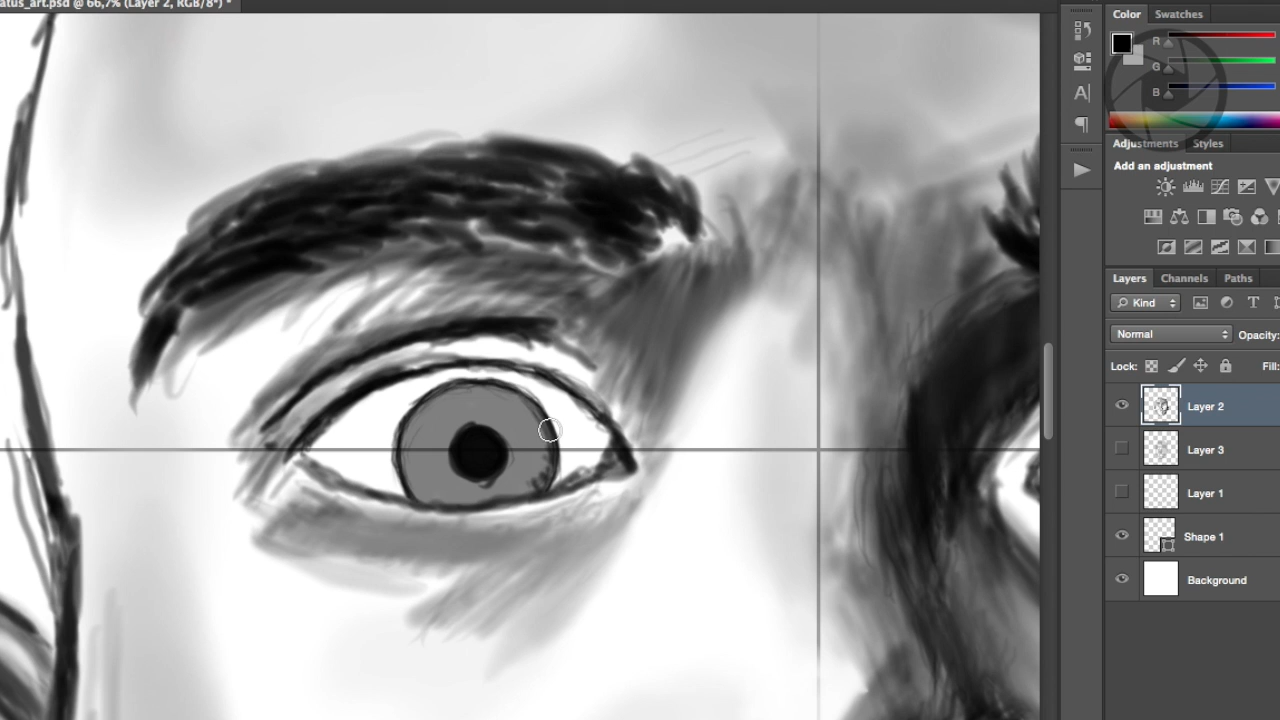 atus_art.psd @ 66,7% (Layer 2, RGB/8*) *
Color Swatches
R
G
B
Adjustments Styles
Add an adjustment
Layers Channels Paths
Kind
Normal Opacity:
Lock: Fill:
Layer 2
Layer 3
Layer 1
Shape 1
Background